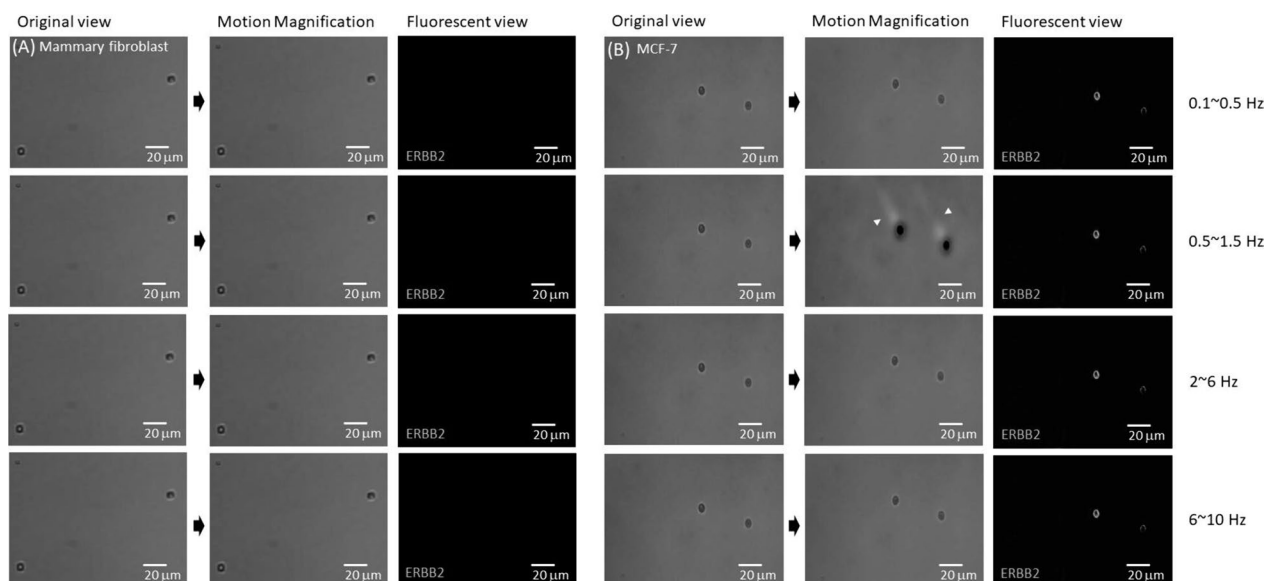 Original view Motion Magnification Fluorescent view Original view Motion Magnification Fluorescent view
(A) Mammary fibroblast (B) MCF-7
0.1~0.5 Hz
20 μm 20 μm ERBB2 20 μm 20 μm 20 μm ERBB2 20 μm
0.5~1.5 Hz
20 μm 20 μm ERBB2 20 μm 20 μm 20 μm ERBB2 20 μm
2~6 Hz
20 μm 20 μm ERBB2 20 μm 20 μm 20 μm ERBB2 20 μm
6~10 Hz
20 μm 20 μm ERBB2 20 μm 20 μm 20 μm ERBB2 20 μm